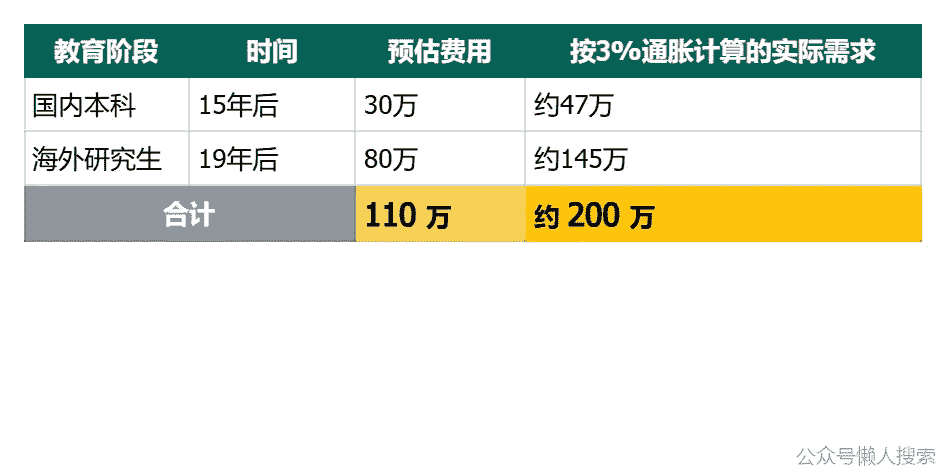 教育阶段 时间 预估费用 按3%通胀计算的实际需求
国内本科 15年后 30万 约47万
海外研究生 19年后 80万 约145万
合计 110 万 约 200 万
公众号懒人搜索